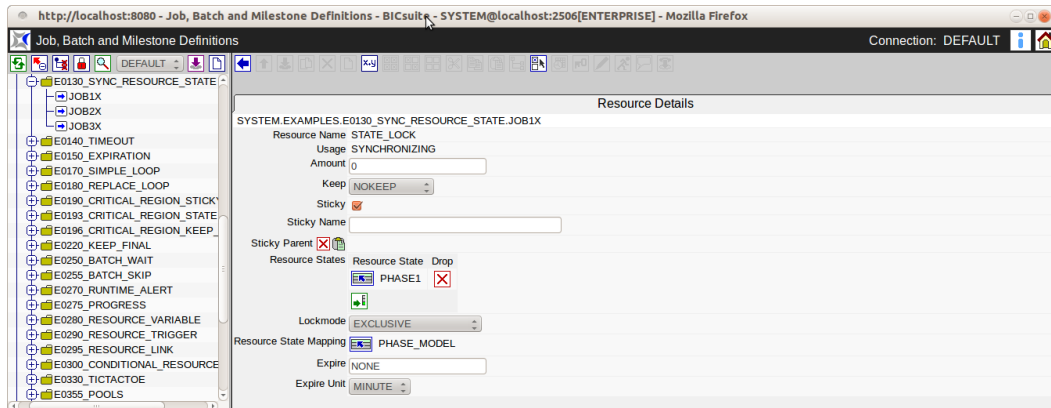 http://localhost:8080 - Job, Batch and Milestone Definitions - BICsuite - SYSTEM@localhost:2506[ENTERPRISE] - Mozilla Firefox
Job, Batch and Milestone Definitions
Connection: DEFAULT
DEFAULT
x,y
E0130_SYNC_RESOURCE_STATE
JOB1X
JOB2X
JOB3X
E0140_TIMEOUT
E0150_EXPIRATION
E0170_SIMPLE_LOOP
E0180_REPLACE_LOOP
E0190_CRITICAL_REGION_STICK
E0193_CRITICAL_REGION_STATE
E0196_CRITICAL_REGION_KEEP_
E0220_KEEP_FINAL
E0250_BATCH_WAIT
E0255_BATCH_SKIP
E0270_RUNTIME_ALERT
E0275_PROGRESS
E0280_RESOURCE_VARIABLE
E0290_RESOURCE_TRIGGER
E0295_RESOURCE_LINK
E0300_CONDITIONAL_RESOURCE
E0330_TICTACTOE
E0355_POOLS
Resource Details
SYSTEM.EXAMPLES.E0130_SYNC_RESOURCE_STATE.JOB1X
Resource Name STATE_LOCK
Usage SYNCHRONIZING
Amount 0
Keep NOKEEP
Sticky
Sticky Name
Sticky Parent
Resource States Resource State Drop
PHASE1
Lockmode EXCLUSIVE
Resource State Mapping PHASE_MODEL
Expire NONE
Expire Unit MINUTE